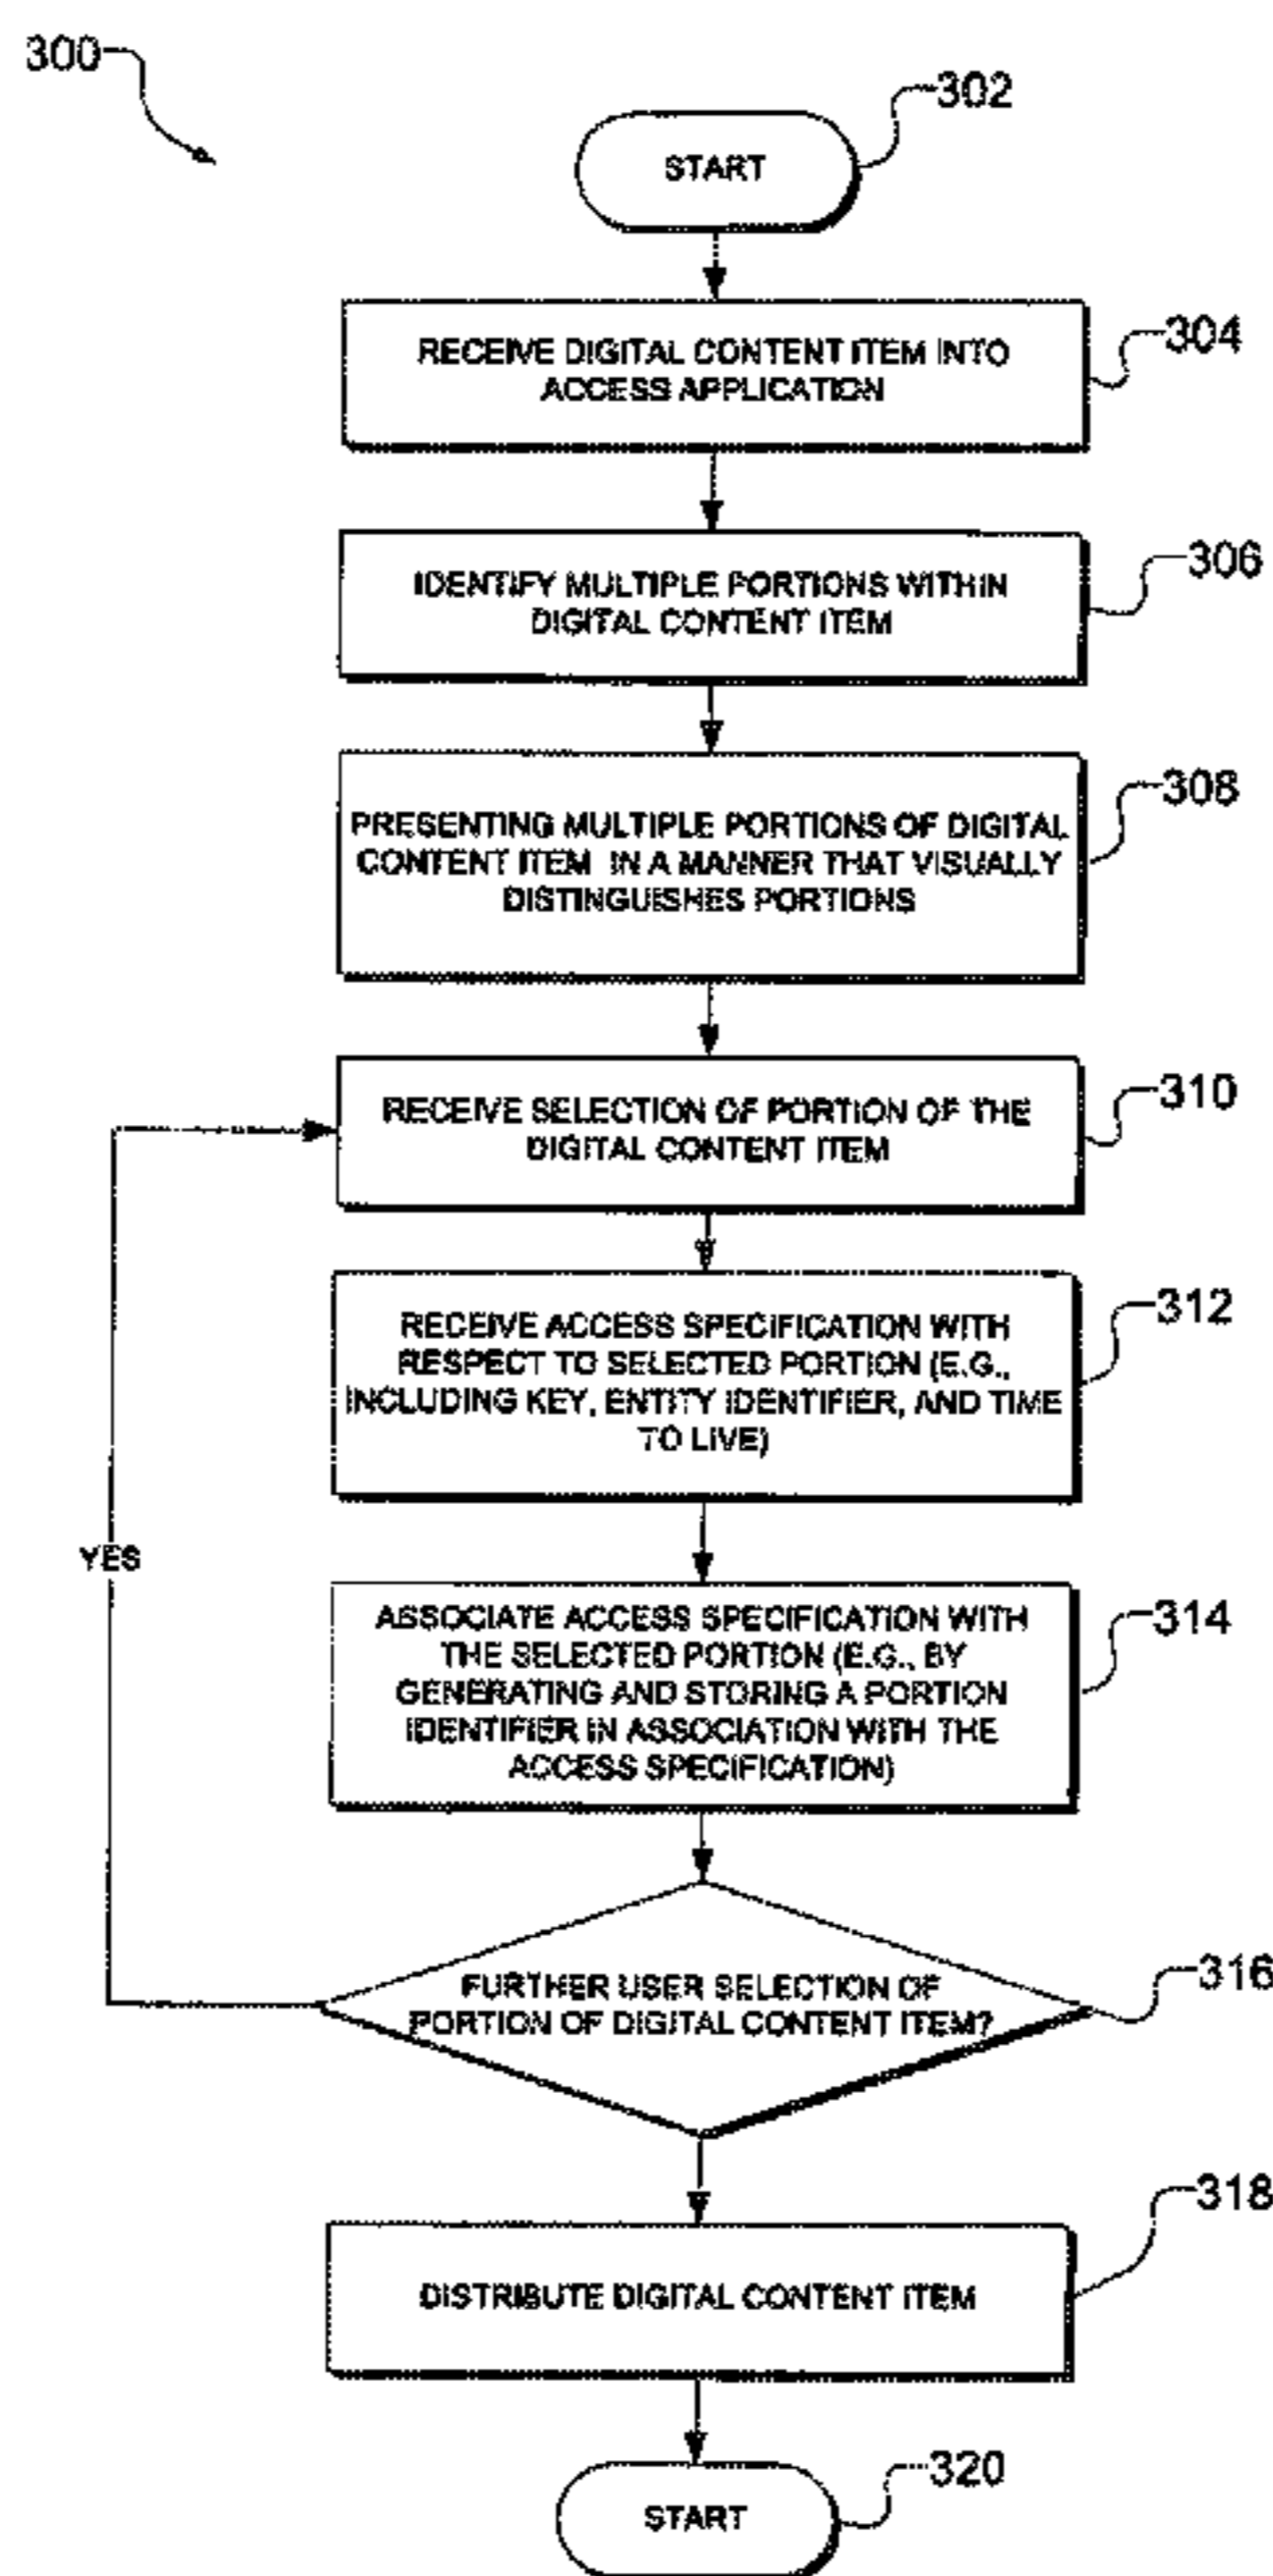 300
302
START
304
RECEIVE DIGITAL CONTENT ITEM INTO
ACCESS APPLICATION
306
IDENTIFY MULTIPLE PORTIONS WITHIN
DIGITAL CONTENT ITEM
308
PRESENTING MULTIPLE PORTIONS OF DIGITAL
CONTENT ITEM IN A MANNER THAT VISUALLY
DISTINGUISHES PORTIONS
310
RECEIVE SELECTION OF PORTION OF THE
DIGITAL CONTENT ITEM
312
RECEIVE ACCESS SPECIFICATION WITH
RESPECT TO SELECTED PORTION (E.G.,
INCLUDING KEY, ENTITY IDENTIFIER, AND TIME
TO LIVE)
YES
314
ASSOCIATE ACCESS SPECIFICATION WITH
THE SELECTED PORTION (E.G., BY
GENERATING AND STORING A PORTION
IDENTIFIER IN ASSOCIATION WITH THE
ACCESS SPECIFICATION)
316
FURTHER USER SELECTION OF
PORTION OF DIGITAL CONTENT ITEM?
318
DISTRIBUTE DIGITAL CONTENT ITEM
320
START